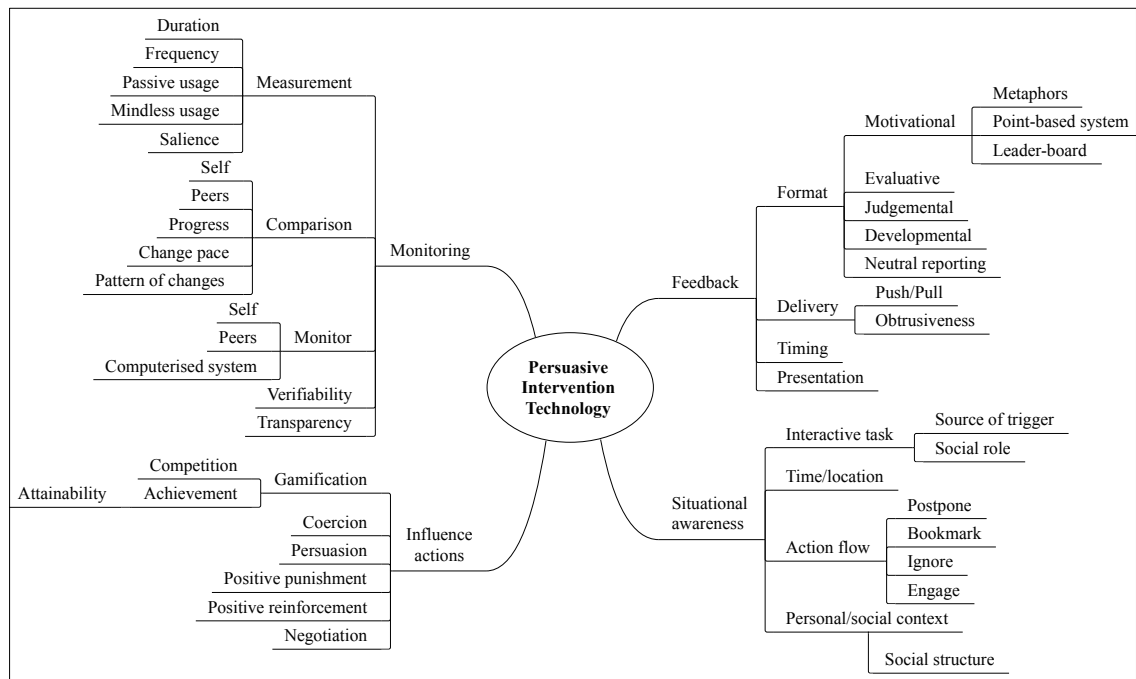 Duration
Frequency
Passive usage
Mindless usage
Salience
Measurement
Self
Peers
Progress
Change pace
Pattern of changes
Comparison
Self
Peers
Computerised system
Monitor
Verifiability
Transparency
Monitoring
Attainability
Competition
Achievement
Gamification
Coercion
Persuasion
Positive punishment
Positive reinforcement
Negotiation
Influence
actions
Persuasive
Intervention
Technology
Feedback
Format
Motivational
Metaphors
Point-based system
Leader-board
Evaluative
Judgemental
Developmental
Neutral reporting
Delivery
Push/Pull
Obtrusiveness
Timing
Presentation
Situational
awareness
Interactive task
Source of trigger
Social role
Time/location
Action flow
Postpone
Bookmark
Ignore
Engage
Personal/social context
Social structure